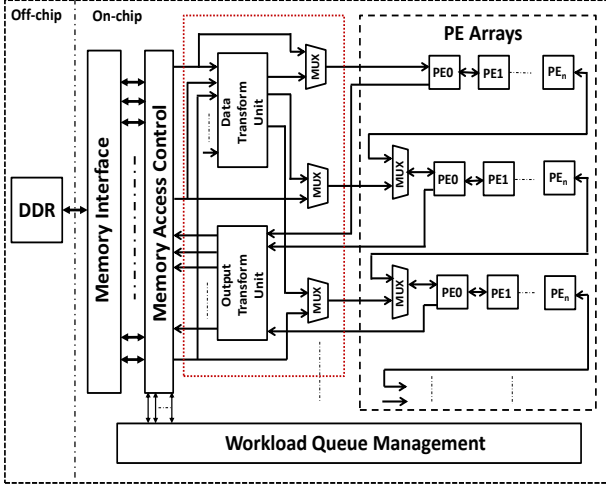 Off-chip
On-chip
PE Arrays
DDR
Memory Interface
Memory Access Control
Data
Transform
Unit
Output
Transform
Unit
MUX
MUX
MUX
MUX
MUX
PE0
PE1
PEn
PE0
PE1
PEn
PE0
PE1
PEn
Workload Queue Management